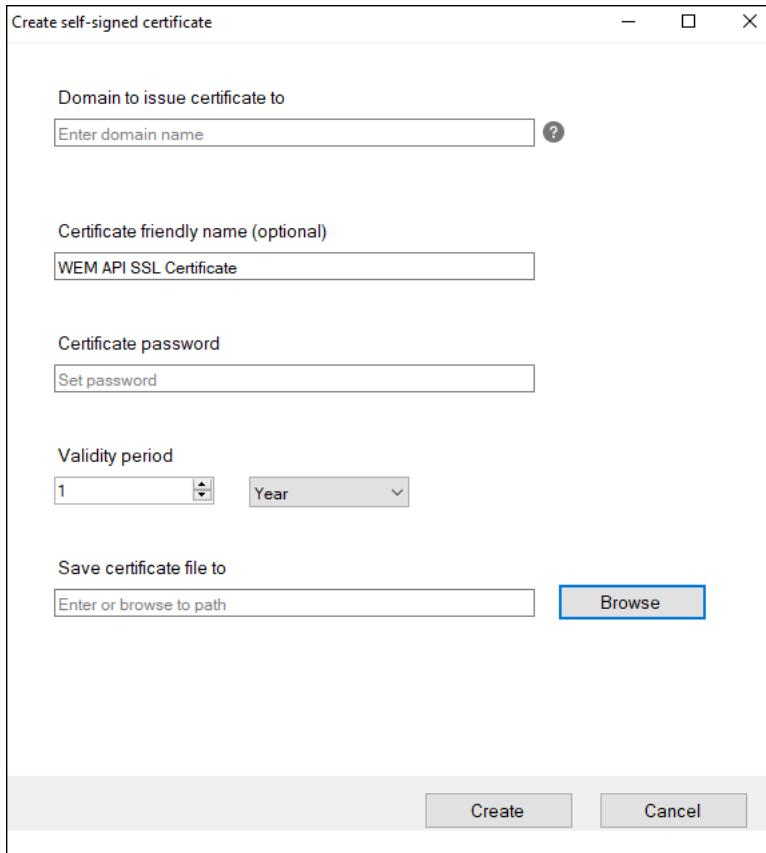 Create self-signed certificate
Domain to issue certificate to
Enter domain name
?
Certificate friendly name (optional)
WEM API SSL Certificate
Certificate password
Set password
Validity period
1
Year
Save certificate file to
Enter or browse to path
Browse
Create
Cancel